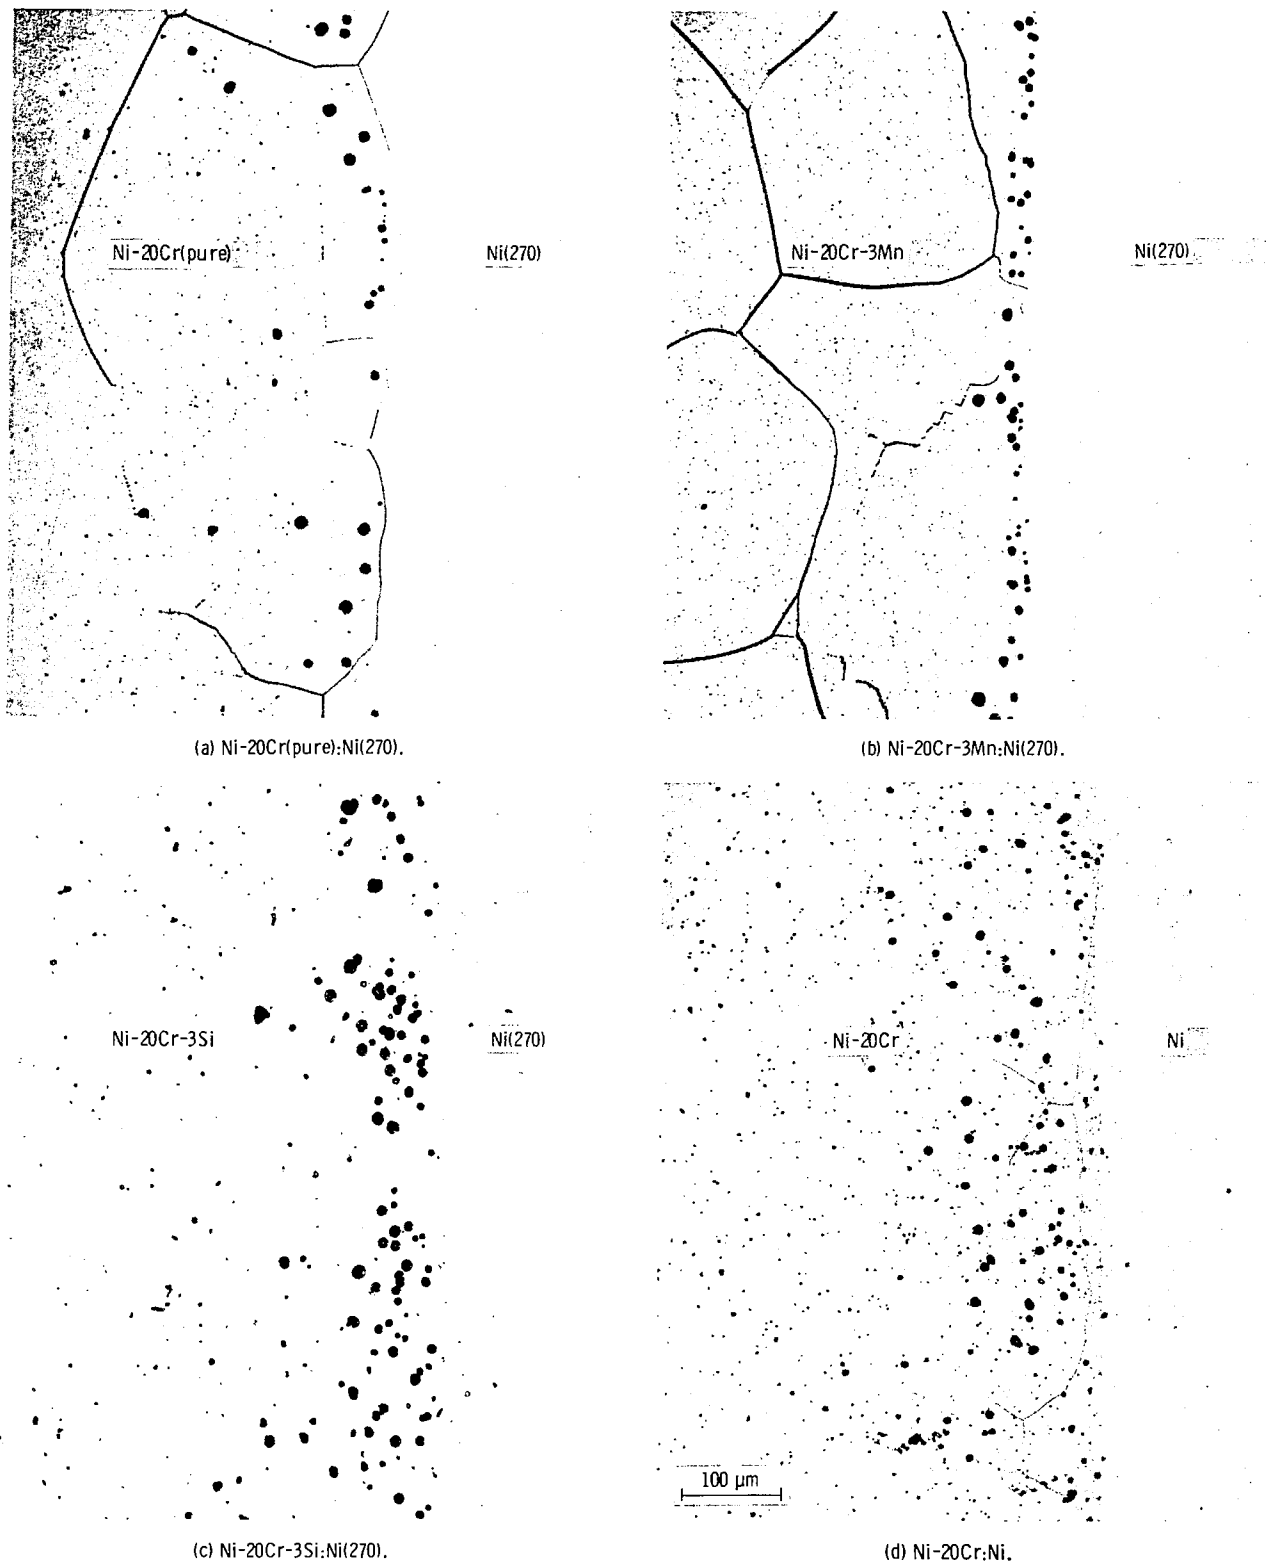 Ni-20Cr(pure)
Ni(270)
Ni-20Cr-3Mn
Ni(270)
(a) Ni-20Cr(pure):Ni(270).
(b) Ni-20Cr-3Mn:Ni(270).
Ni-20Cr-3Si
Ni(270)
Ni-20Cr
Ni
100 μm
(c) Ni-20Cr-3Si:Ni(270).
(d) Ni-20Cr:Ni.